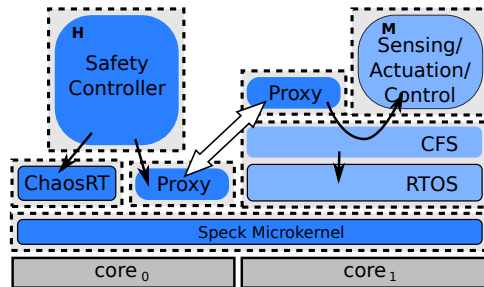 H
Safety
Controller
M
Sensing/
Actuation/
Control
Proxy
CFS
ChaosRT
Proxy
RTOS
Speck Microkernel
core 0
core 1